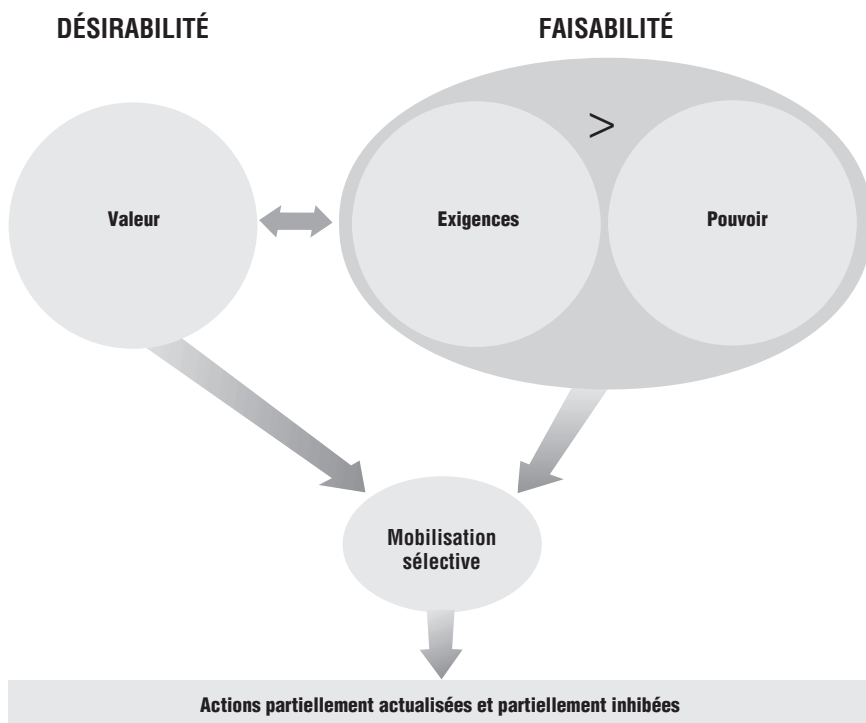 DÉSIRABILITÉ
FAISABILITÉ
>
Valeur
Exigences
Pouvoir
Mobilisation
sélective
Actions partiellement actualisées et partiellement inhibées